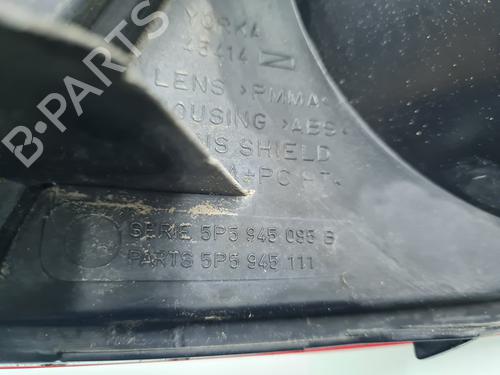 YORKA
LENS >PMMA<
HOUSING >ABS<
SHIELD
SERIE 5P5 945 095 B
PARTS 5P5 945 111
B-PARTS